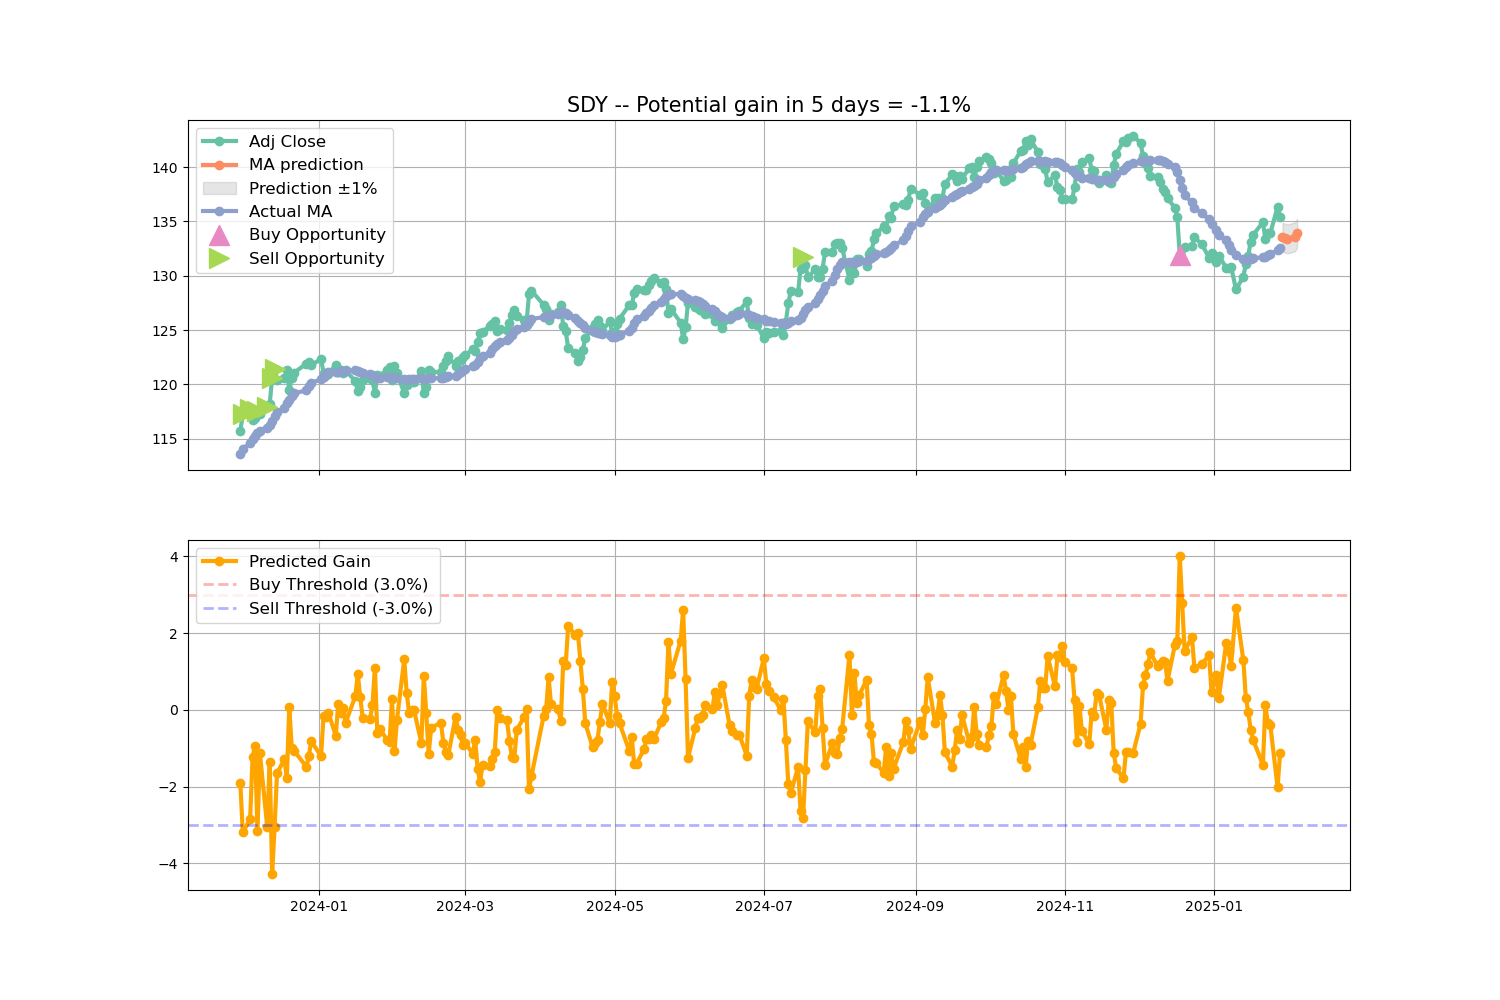 SDY -- Potential gain in 5 days = -1.1%
Adj Close
MA prediction
Prediction ±1%
Actual MA
Buy Opportunity
Sell Opportunity
140
135
130
125
120
115
Predicted Gain
Buy Threshold (3.0%)
Sell Threshold (-3.0%)
4
2
0
−2
−4
2024-01 2024-03 2024-05 2024-07 2024-09 2024-11 2025-01